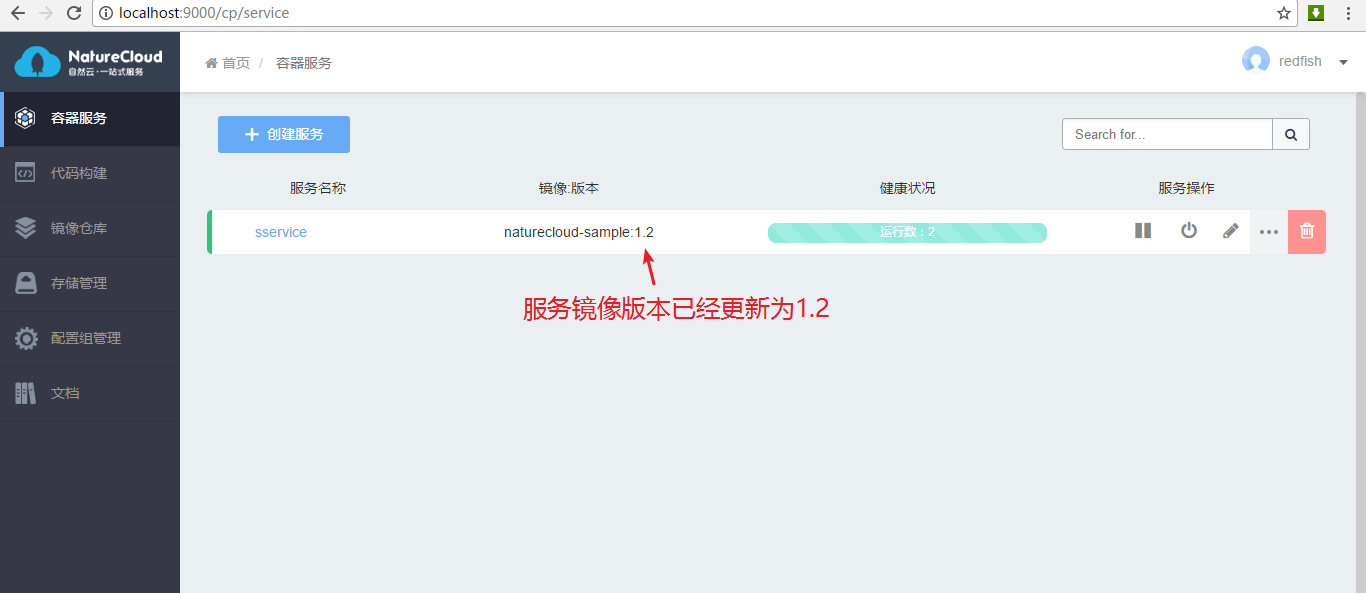 localhost:9000/cp/service
NatureCloud
自然云·一站式服务
首页 / 容器服务
redfish
容器服务
代码构建
镜像仓库
存储管理
配置组管理
文档
+ 创建服务
Search for...
服务名称 镜像:版本 健康状况 服务操作
sservice naturecloud-sample:1.2 运行数 : 2
服务镜像版本已经更新为1.2